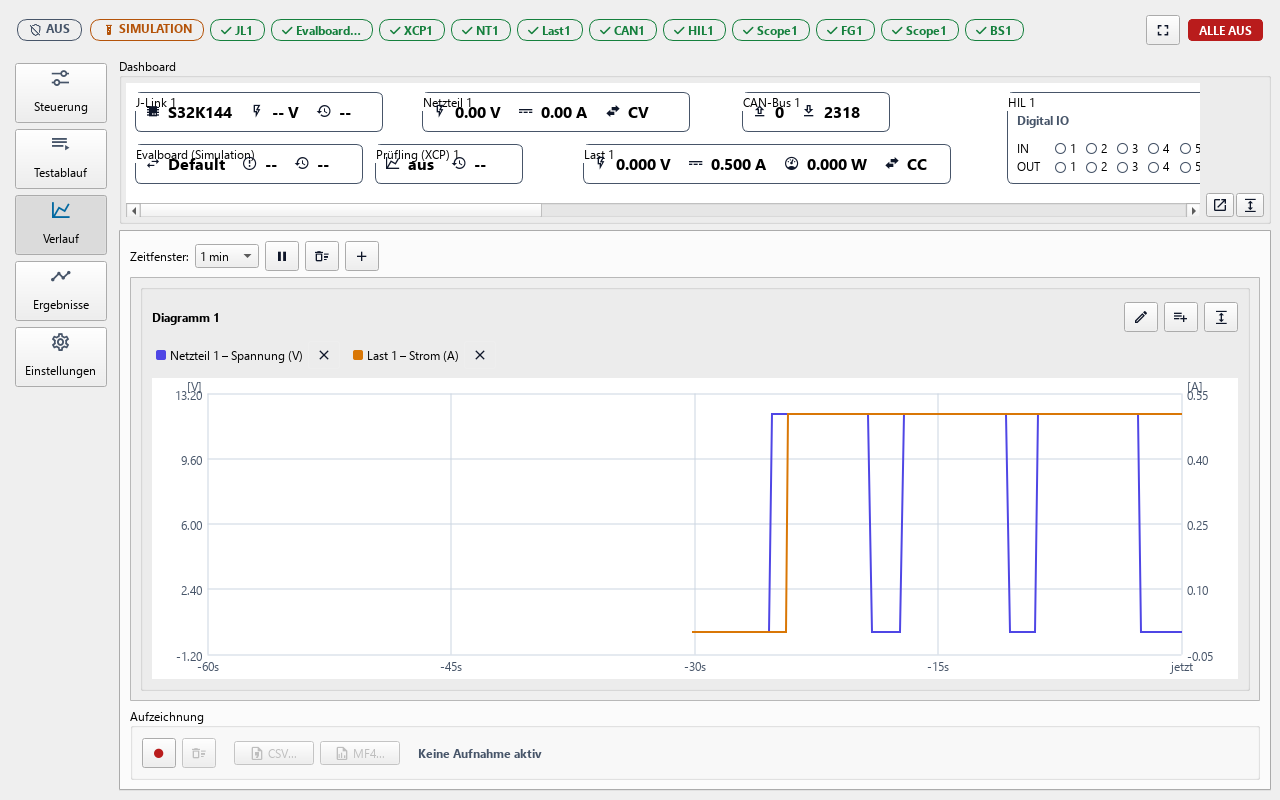 AUS SIMULATION JL1 Evalboard... XCP1 NT1 Last1 CAN1 HIL1 Scope1 FG1 Scope1 BS1 ALLE AUS
Dashboard
Steuerung
Testablauf
Verlauf
Ergebnisse
Einstellungen
J-Link 1
S32K144 -- V --
Netzteil 1
0.00 V 0.00 A CV
CAN-Bus 1
0 2318
HIL 1
Digital IO
IN 1 2 3 4 5
OUT 1 2 3 4 5
Evalboard (Simulation)
Default -- --
Prüfling (XCP) 1
aus --
Last 1
0.000 V 0.500 A 0.000 W CC
Zeitfenster: 1 min
Diagramm 1
Netzteil 1 – Spannung (V) Last 1 – Strom (A)
[V] [A]
13.20 0.55
9.60 0.40
6.00 0.25
2.40 0.10
-1.20 -0.05
-60s -45s -30s -15s jetzt
Aufzeichnung
CSV... MF4... Keine Aufnahme aktiv